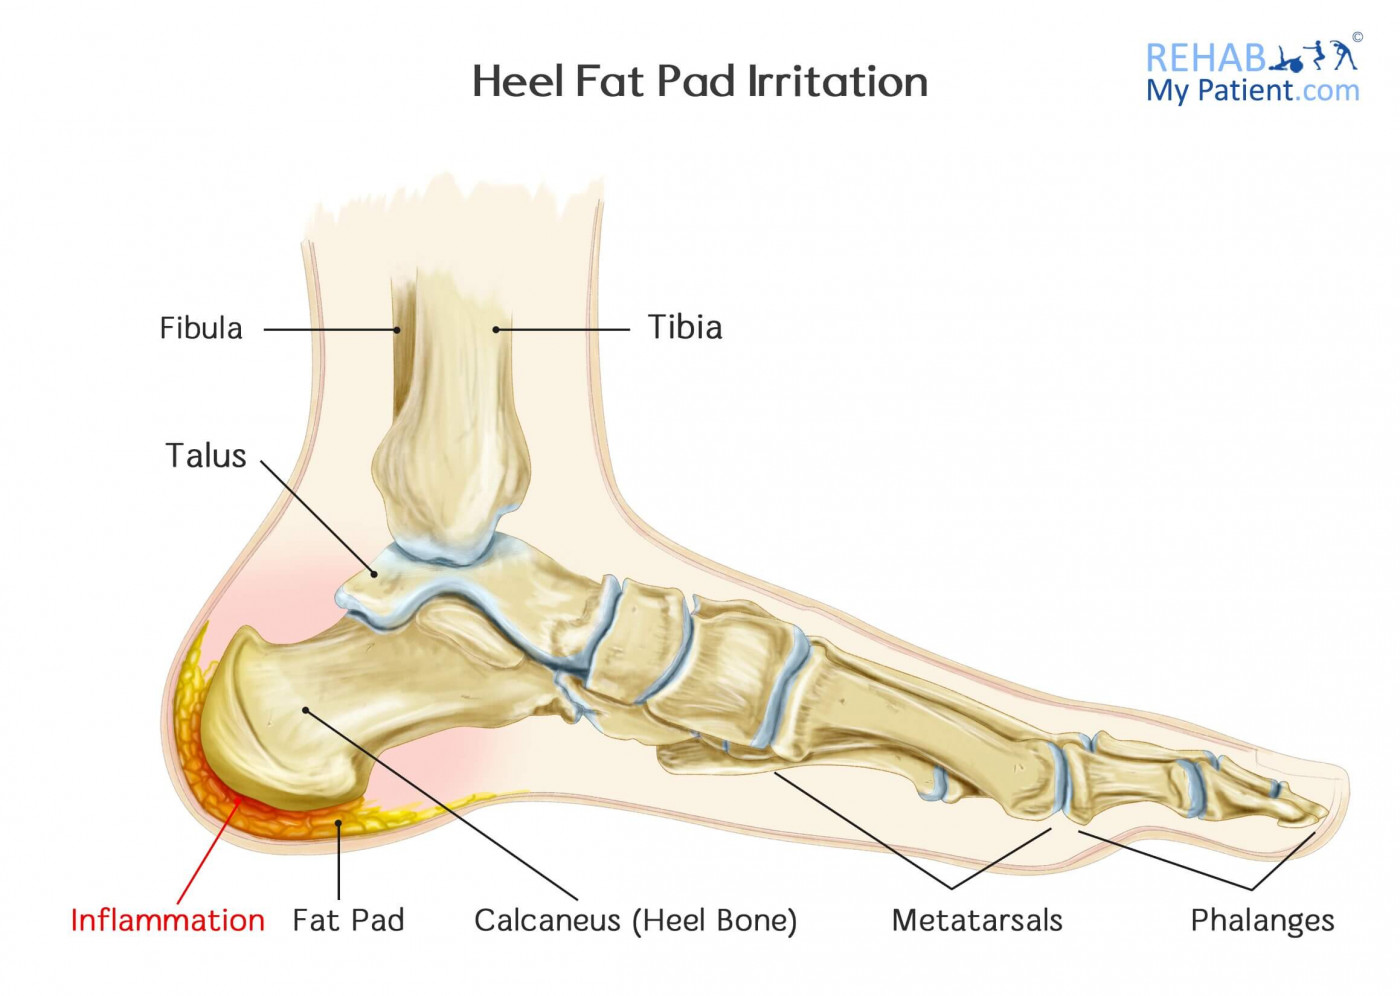 Heel Fat Pad Irritation
REHAB ©
My Patient.com
Fibula
Tibia
Talus
Inflammation
Fat Pad
Calcaneus (Heel Bone)
Metatarsals
Phalanges